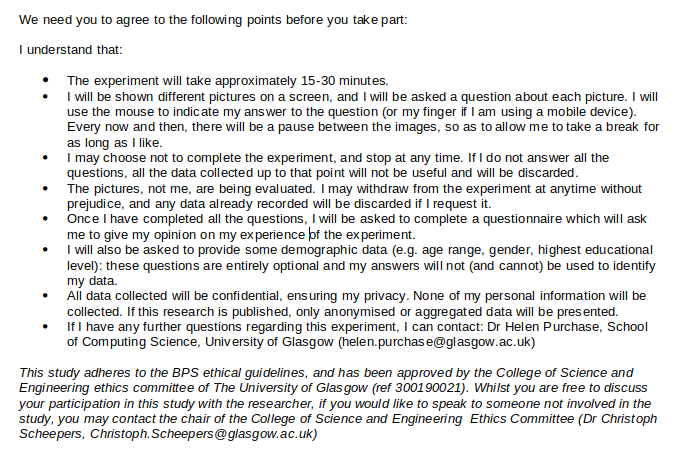 We need you to agree to the following points before you take part:
I understand that:
• The experiment will take approximately 15-30 minutes.
• I will be shown different pictures on a screen, and I will be asked a question about each picture. I will
use the mouse to indicate my answer to the question (or my finger if I am using a mobile device).
Every now and then, there will be a pause between the images, so as to allow me to take a break for
as long as I like.
• I may choose not to complete the experiment, and stop at any time. If I do not answer all the
questions, all the data collected up to that point will not be useful and will be discarded.
• The pictures, not me, are being evaluated. I may withdraw from the experiment at anytime without
prejudice, and any data already recorded will be discarded if I request it.
• Once I have completed all the questions, I will be asked to complete a questionnaire which will ask
me to give my opinion on my experience of the experiment.
• I will also be asked to provide some demographic data (e.g. age range, gender, highest educational
level): these questions are entirely optional and my answers will not (and cannot) be used to identify
my data.
• All data collected will be confidential, ensuring my privacy. None of my personal information will be
collected. If this research is published, only anonymised or aggregated data will be presented.
• If I have any further questions regarding this experiment, I can contact: Dr Helen Purchase, School
of Computing Science, University of Glasgow (helen.purchase@glasgow.ac.uk)
This study adheres to the BPS ethical guidelines, and has been approved by the College of Science and
Engineering ethics committee of The University of Glasgow (ref 300190021). Whilst you are free to discuss
your participation in this study with the researcher, if you would like to speak to someone not involved in the
study, you may contact the chair of the College of Science and Engineering Ethics Committee (Dr Christoph
Scheepers, Christoph.Scheepers@glasgow.ac.uk)